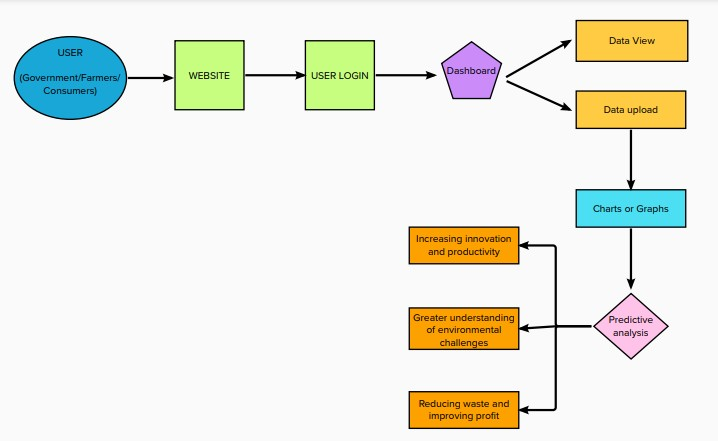 USER
(Government/Farmers/
Consumers)
WEBSITE
USER LOGIN
Dashboard
Data View
Data upload
Charts or Graphs
Predictive
analysis
Increasing innovation
and productivity
Greater understanding
of environmental
challenges
Reducing waste and
improving profit